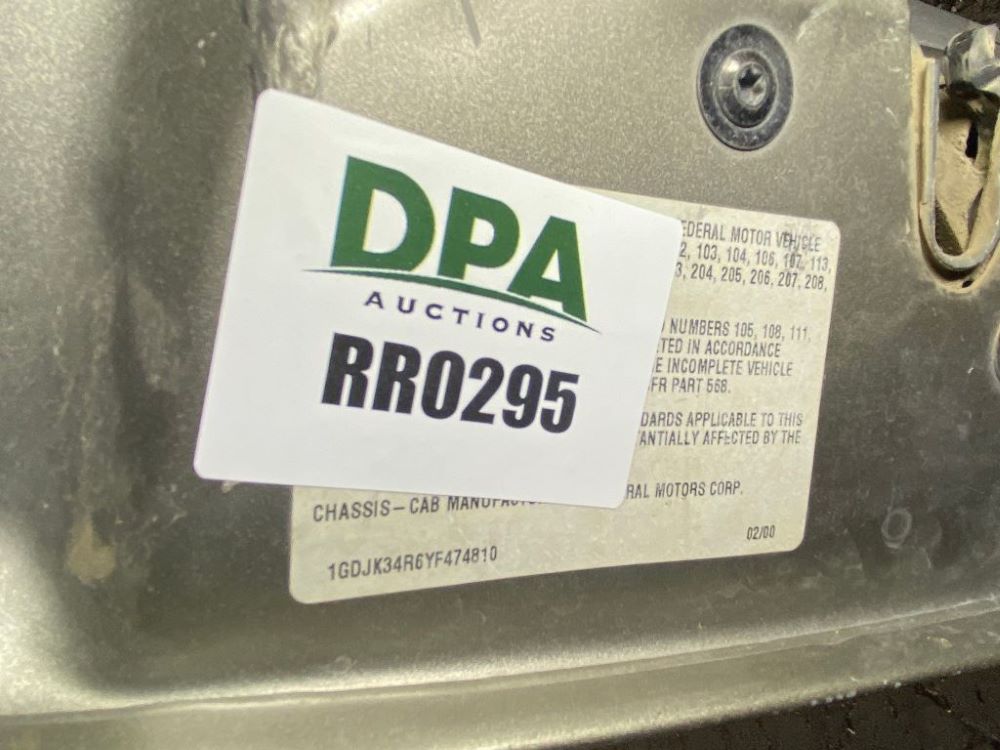 DPA
AUCTIONS
RR0295
EDERAL MOTOR VEHICLE
2, 103, 104, 106, 107, 113,
3, 204, 205, 206, 207, 208,
NUMBERS 105, 108, 111,
TED IN ACCORDANCE
E INCOMPLETE VEHICLE
FR PART 568.
DARDS APPLICABLE TO THIS
ANTIALLY AFFECTED BY THE
CHASSIS-CAB MANUFACTU RAL MOTORS CORP.
02/00
1GDJK34R6YF474810